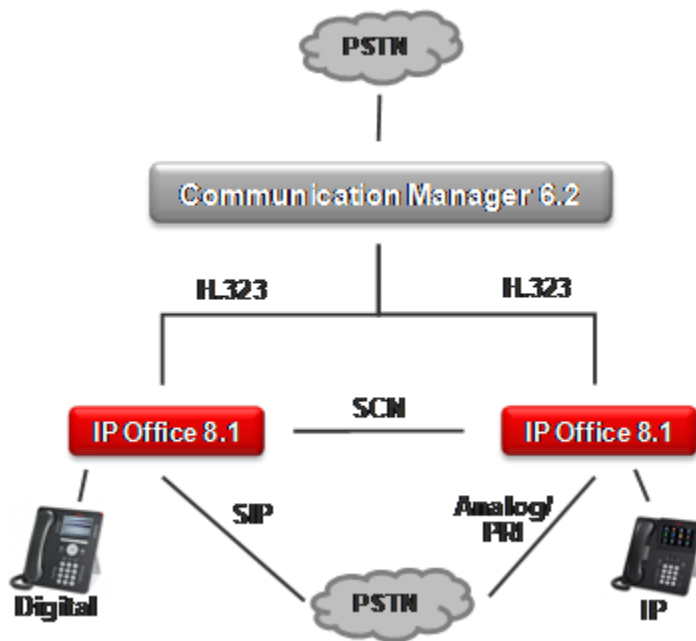 PSTN
Communication Manager 6.2
H.323
H.323
IP Office 8.1
SCN
IP Office 8.1
SIP
Analog/
PRI
Digital
PSTN
IP